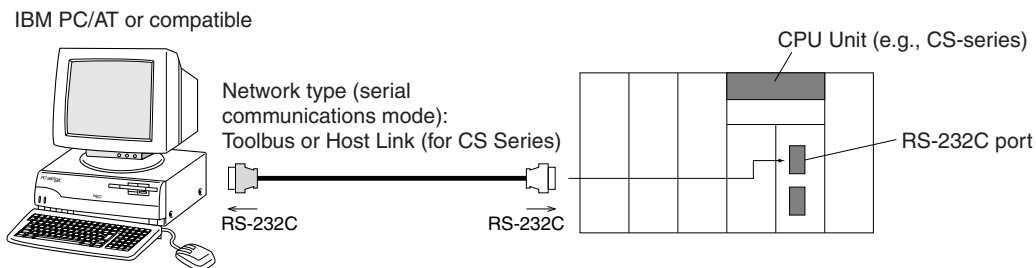 IBM PC/AT or compatible
CPU Unit (e.g., CS-series)
Network type (serial
communications mode):
Toolbus or Host Link (for CS Series)
RS-232C port
RS-232C
RS-232C